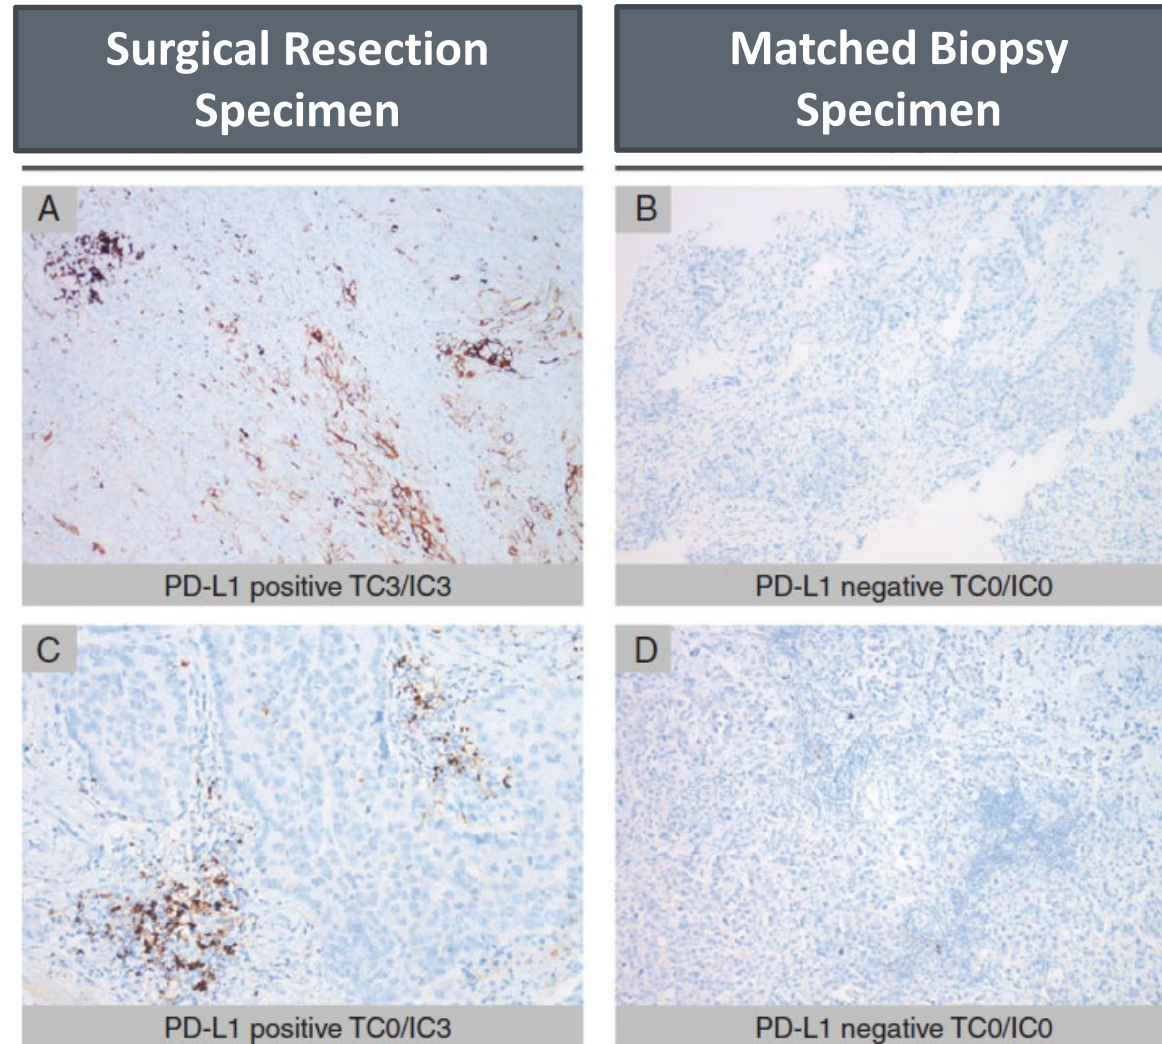 Surgical Resection
Specimen
Matched Biopsy
Specimen
A
B
PD-L1 positive TC3/IC3
PD-L1 negative TC0/IC0
C
D
PD-L1 positive TC0/IC3
PD-L1 negative TC0/IC0